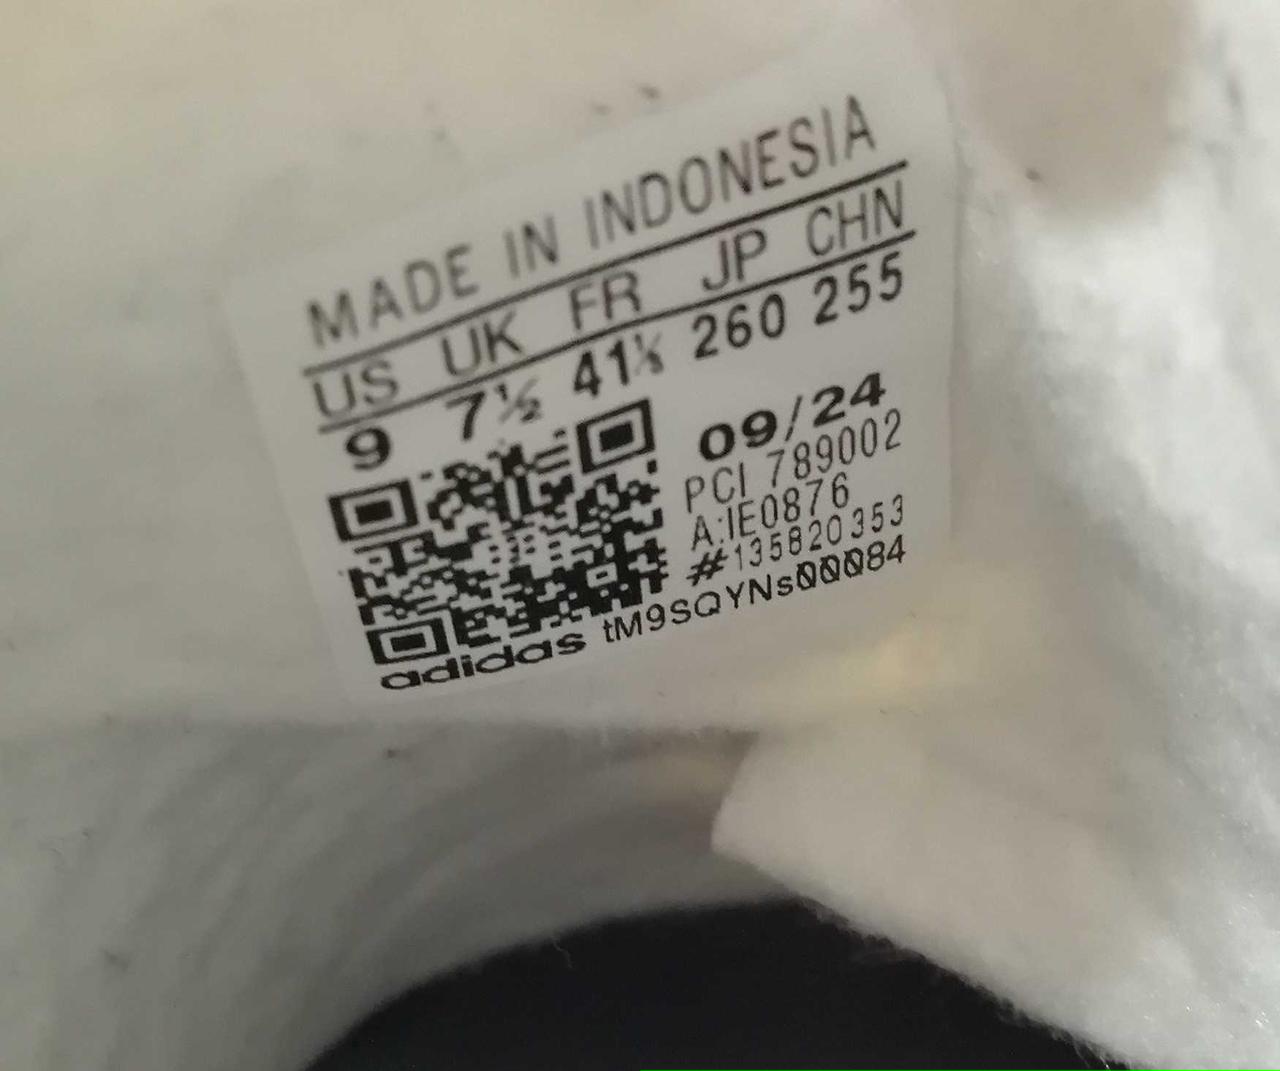 MADE IN INDONESIA
US UK FR JP CHN
9 7½ 41⅓ 260 255
09/24
PCI 789002
A:IE0876
#135820353
adidas tM9SQYNs00084